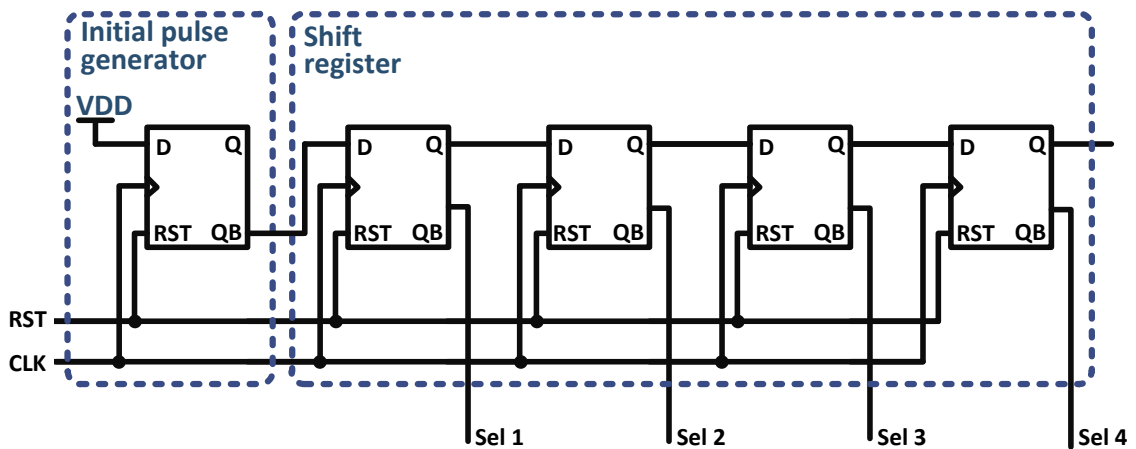 Initial pulse
generator
Shift
register
VDD
D Q
RST QB
D Q
RST QB
D Q
RST QB
D Q
RST QB
D Q
RST QB
RST
CLK
Sel 1
Sel 2
Sel 3
Sel 4